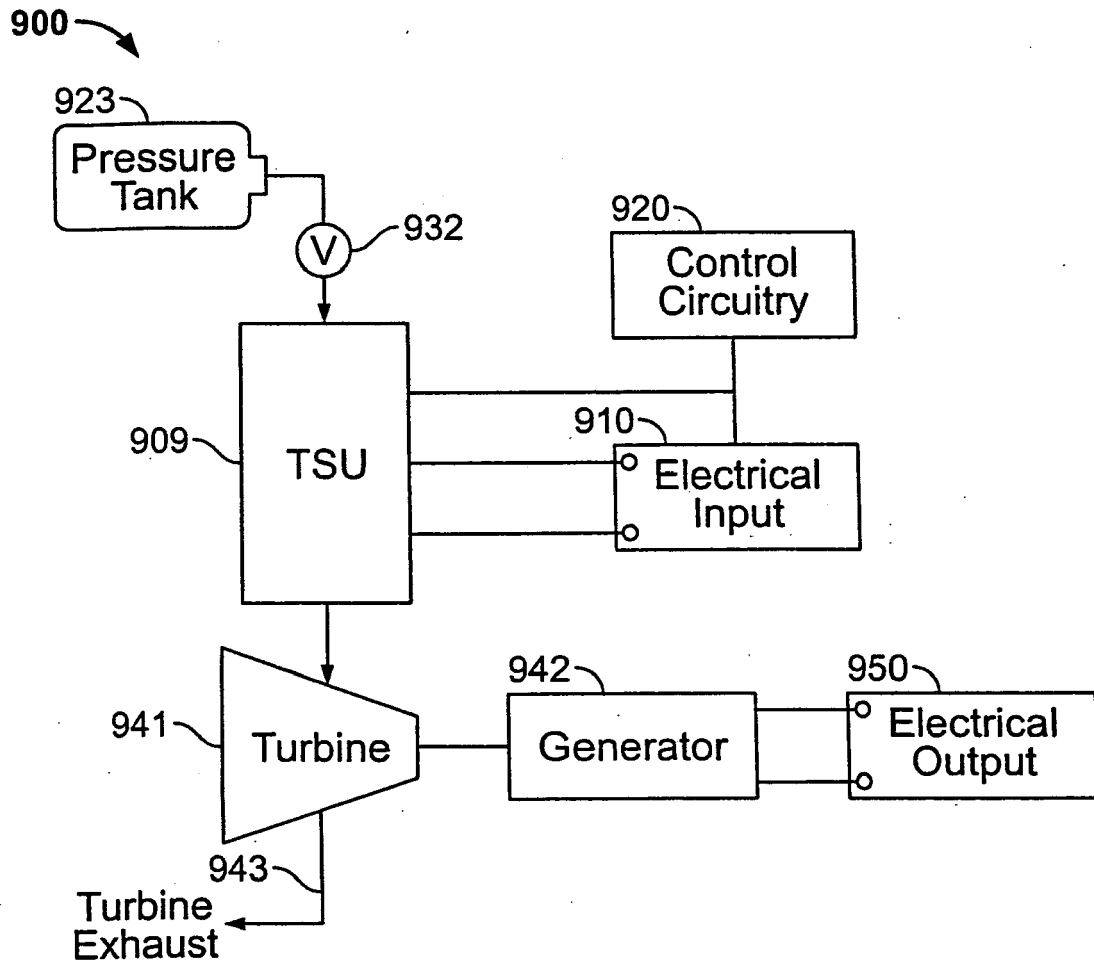 900
923
Pressure
Tank
V
932
920
Control
Circuitry
909
TSU
910
Electrical
Input
941
Turbine
942
Generator
950
Electrical
Output
943
Turbine
Exhaust